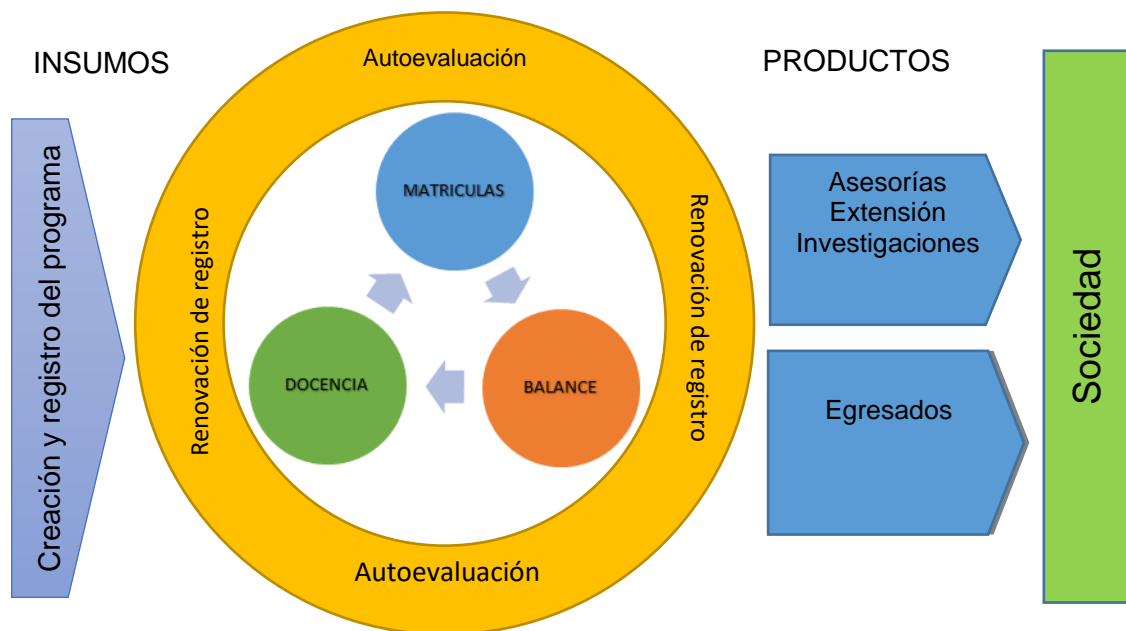 INSUMOS
Autoevaluación
PRODUCTOS
Creación y registro del programa
Renovación de registro
MATRICULAS
DOCENCIA
BALANCE
Renovación de registro
Autoevaluación
Asesorías
Extensión
Investigaciones
Egresados
Sociedad